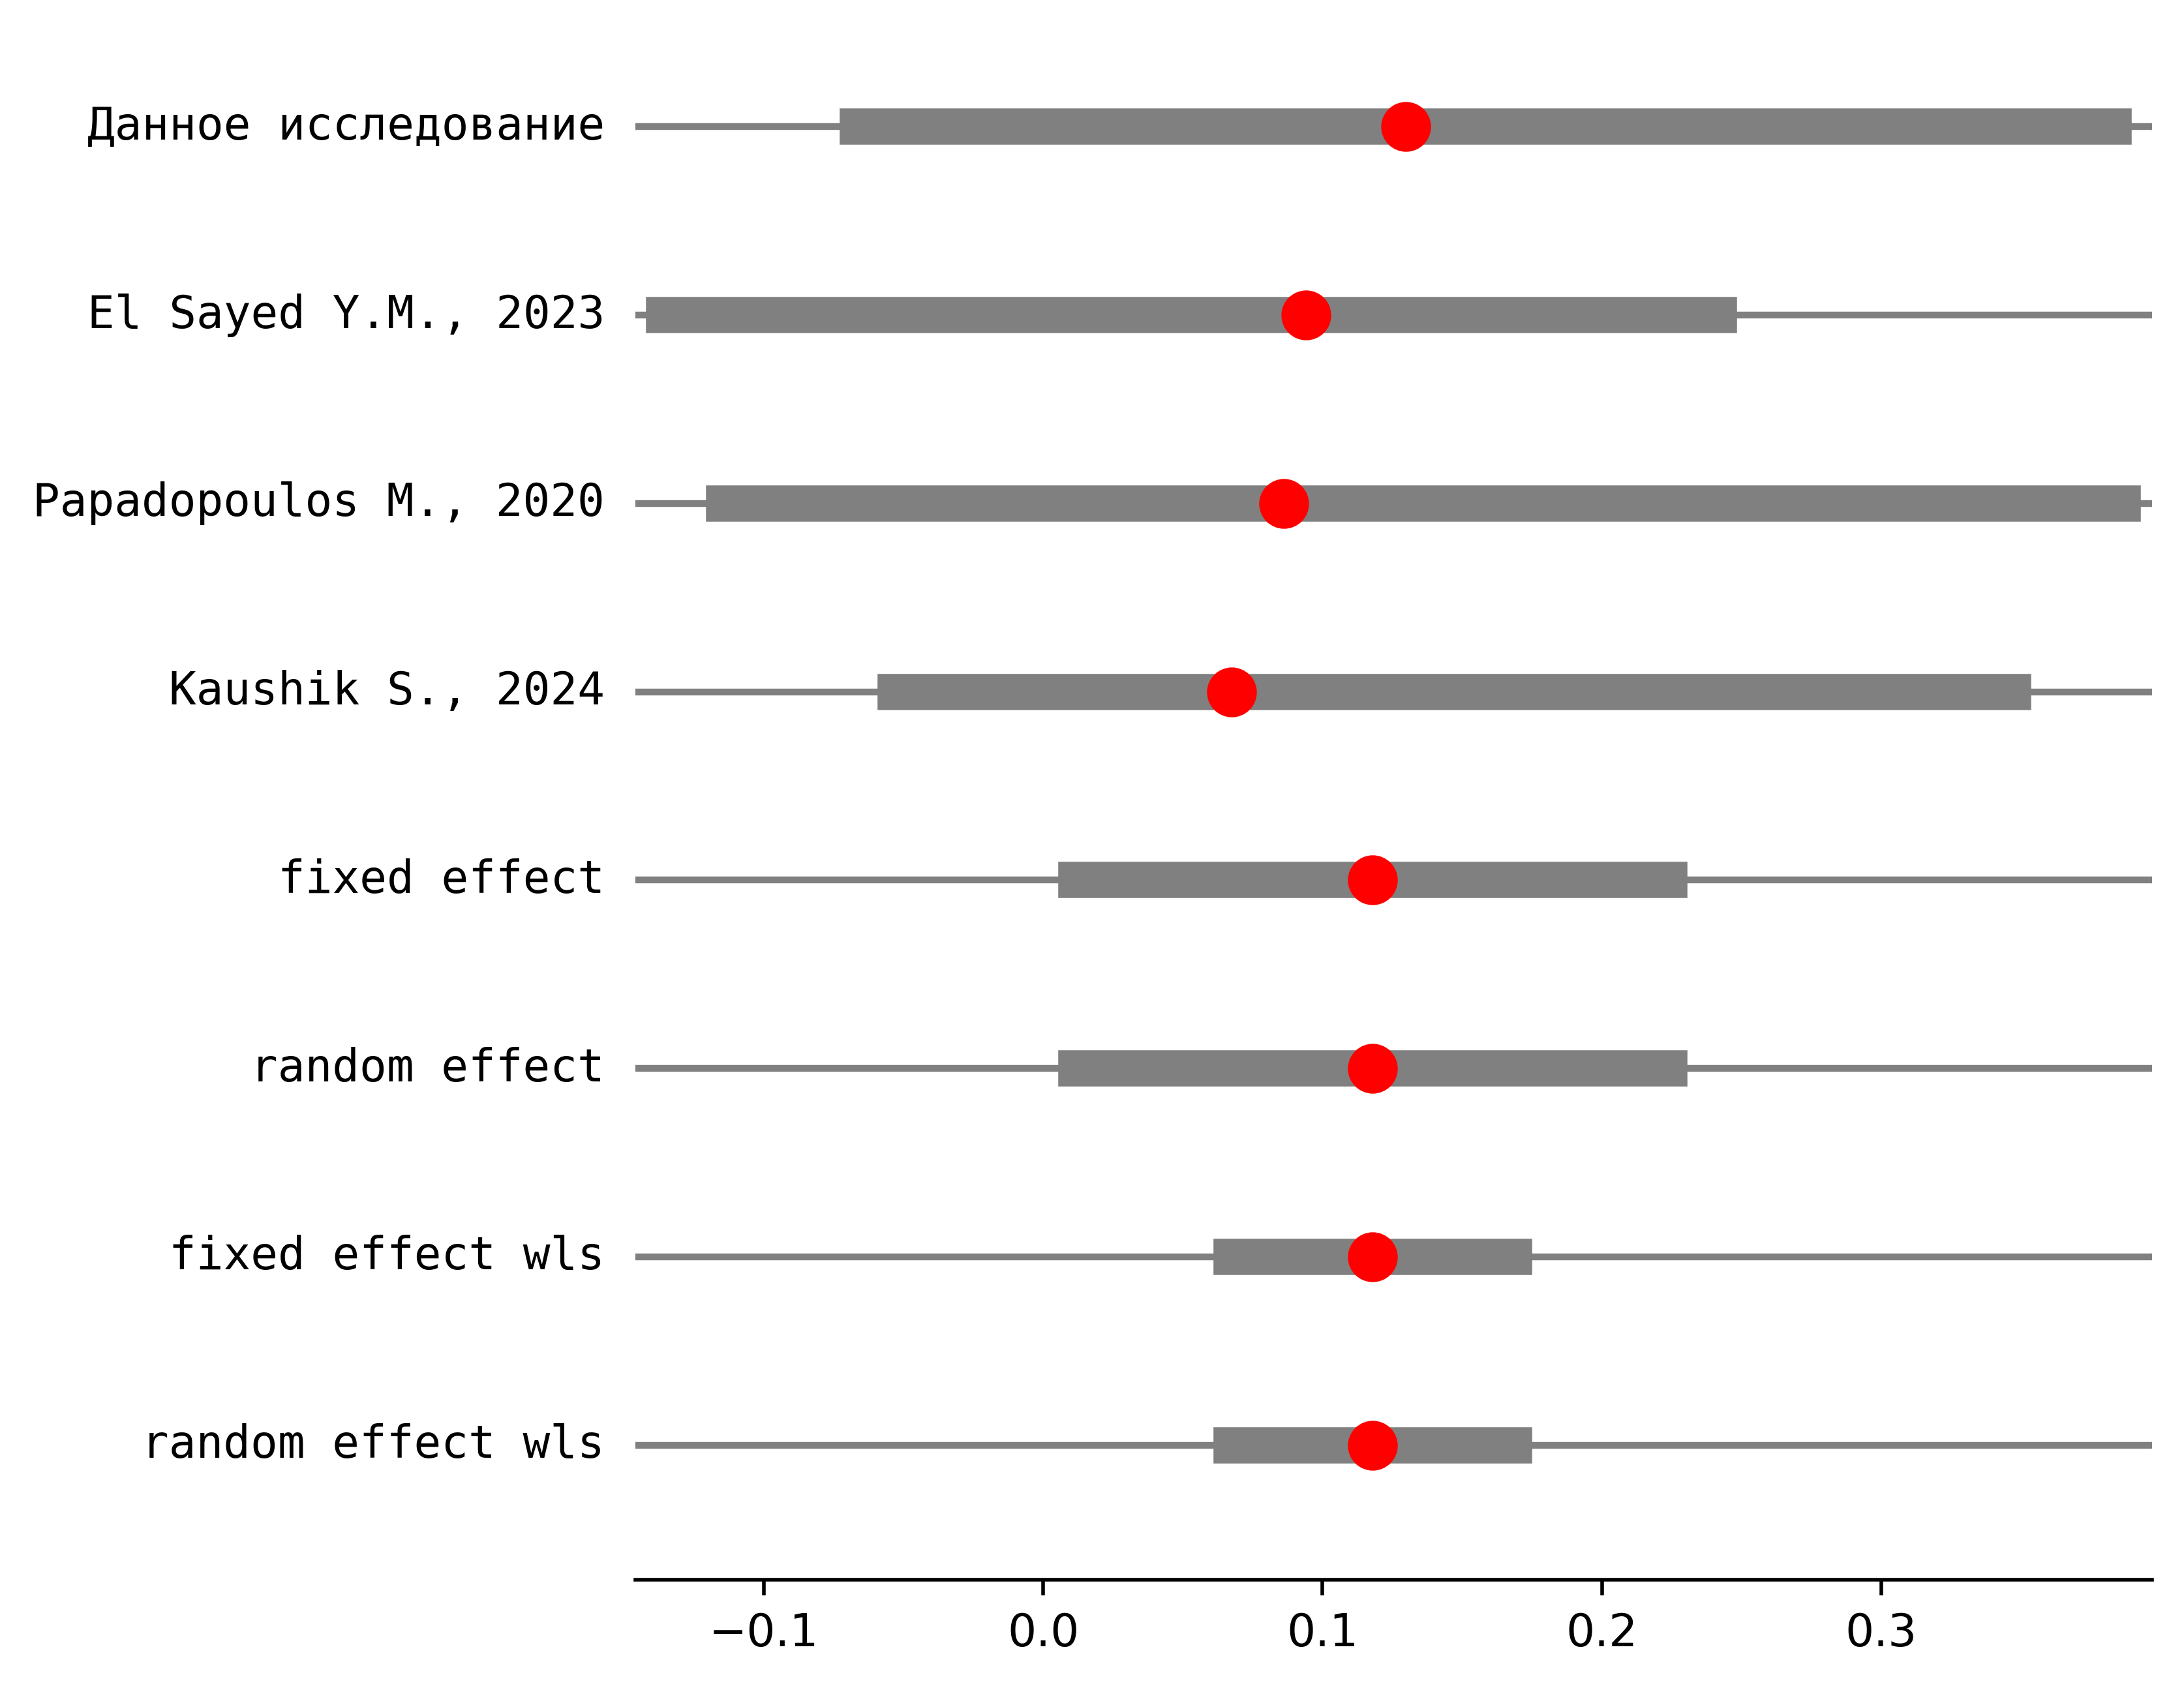 Данное исследование
El Sayed Y.M., 2023
Papadopoulos M., 2020
Kaushik S., 2024
fixed effect
random effect
fixed effect wls
random effect wls
−0.1 0.0 0.1 0.2 0.3